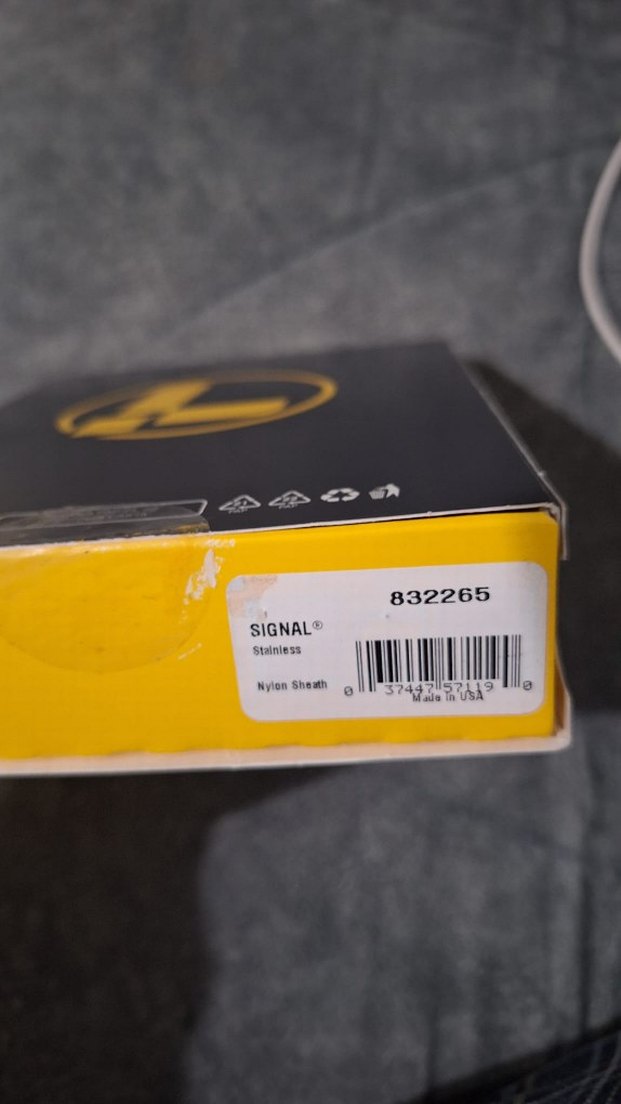 832265
SIGNAL®
Stainless
Nylon Sheath
0 37447 57119 0
Made in USA